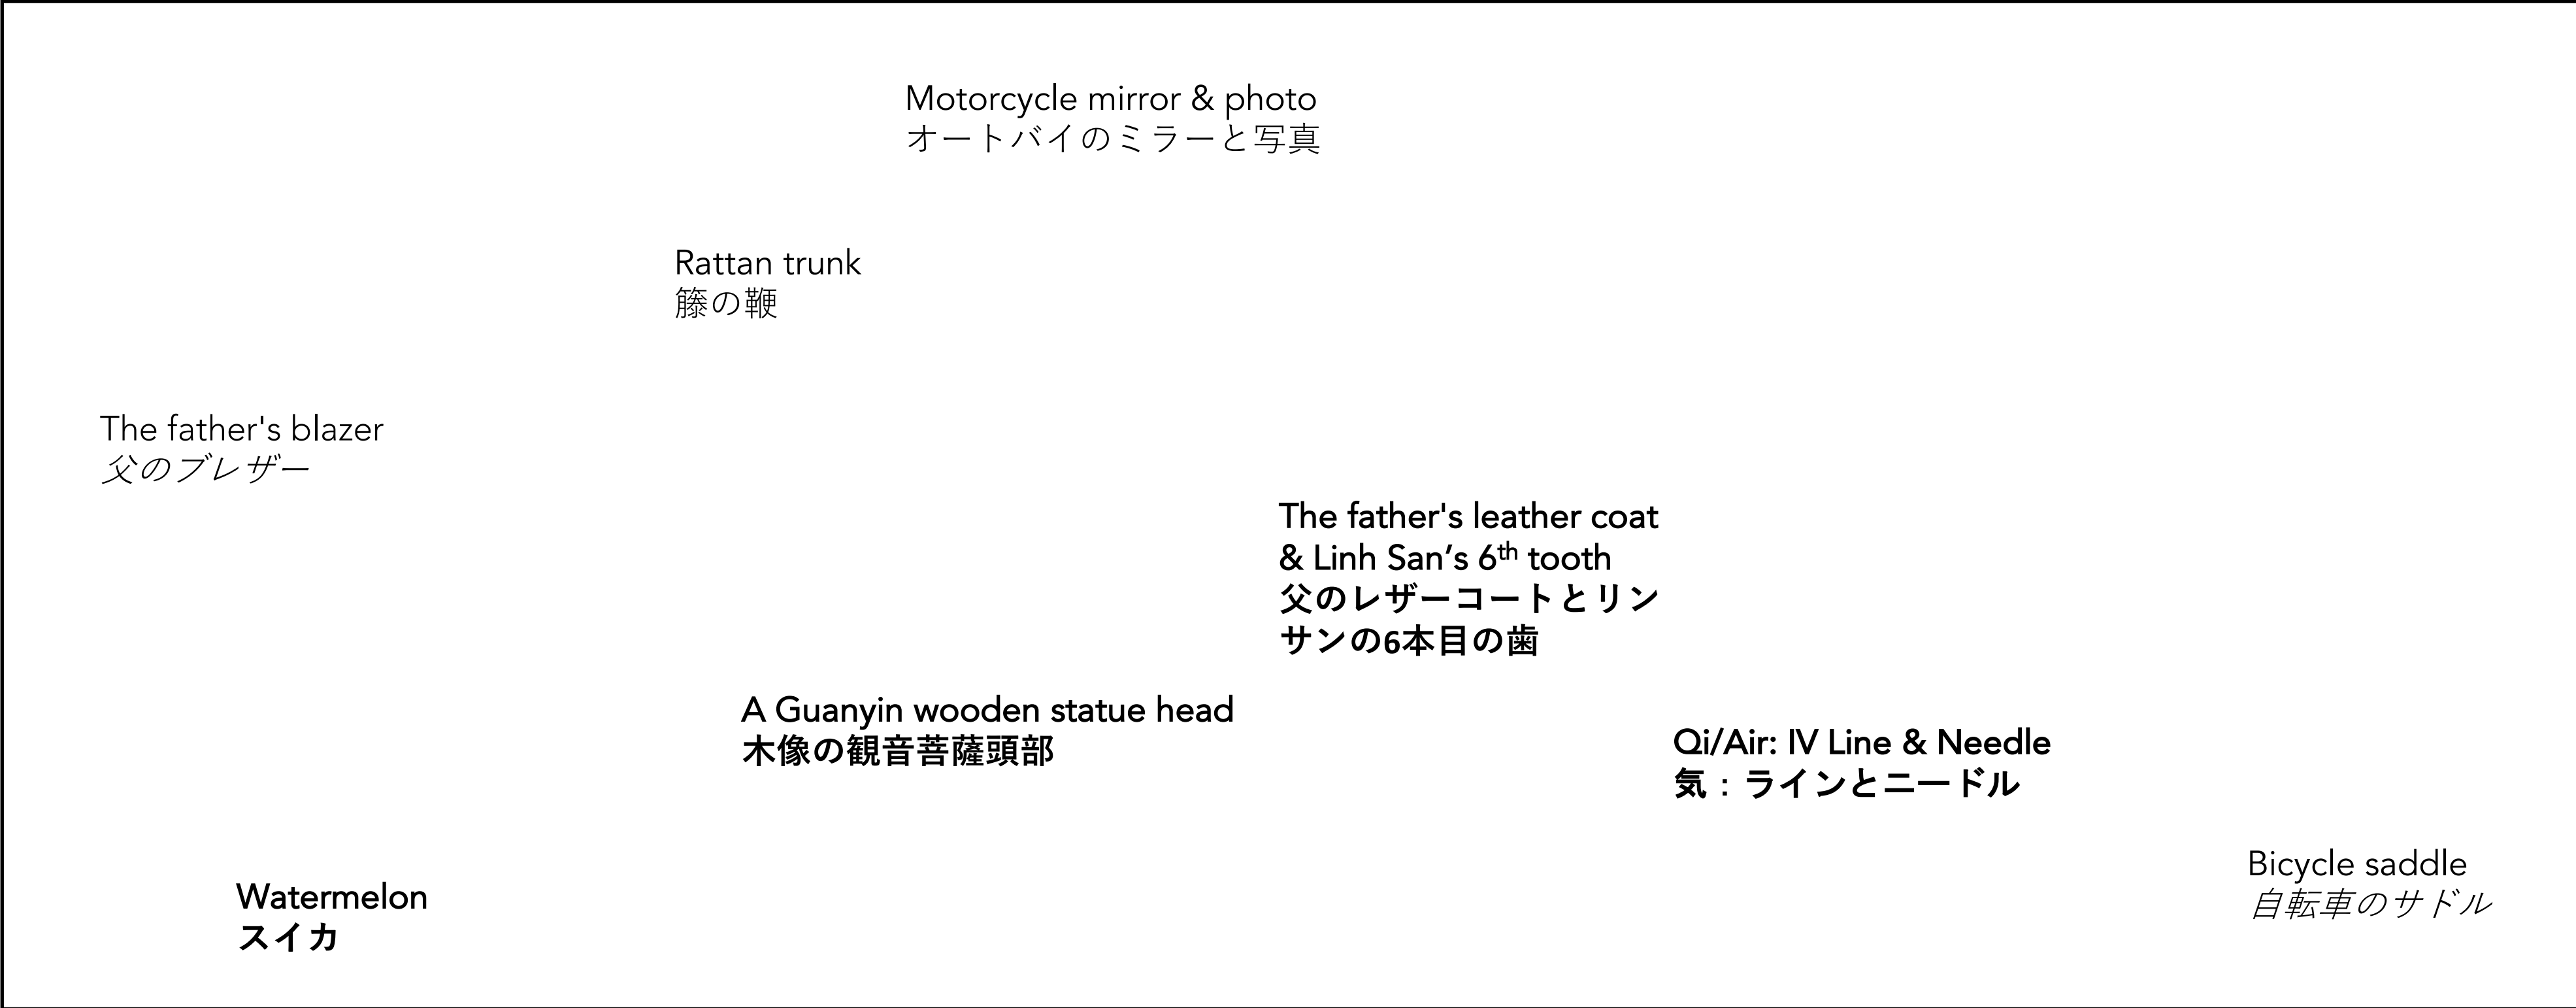 Motorcycle mirror & photo
オートバイのミラーと写真
Rattan trunk
籐の鞭
The father's blazer
父のブレザー
The father's leather coat
& Linh San’s 6th tooth
父のレザーコートとリン
サンの6本目の歯
A Guanyin wooden statue head
木像の観音菩薩頭部
Qi/Air: IV Line & Needle
気：ラインとニードル
Bicycle saddle
自転車のサドル
Watermelon
スイカ